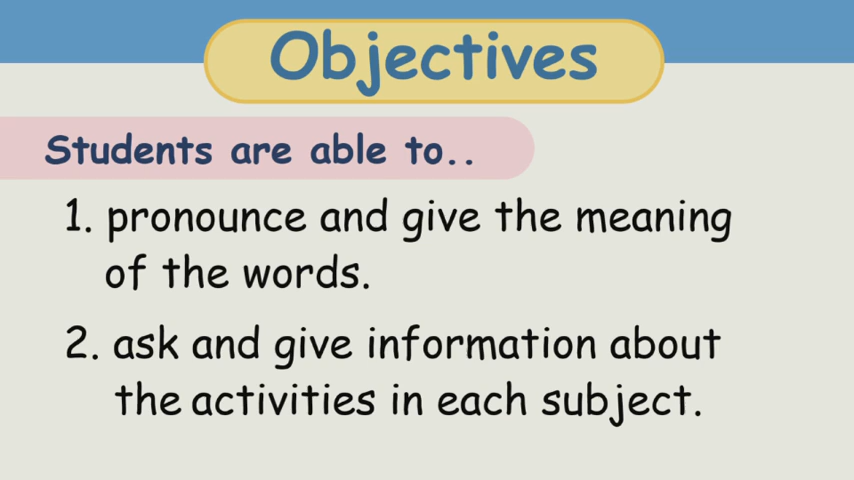 Objectives
Students are able to..
1. pronounce and give the meaning
of the words.
2. ask and give information about
the activities in each subject.